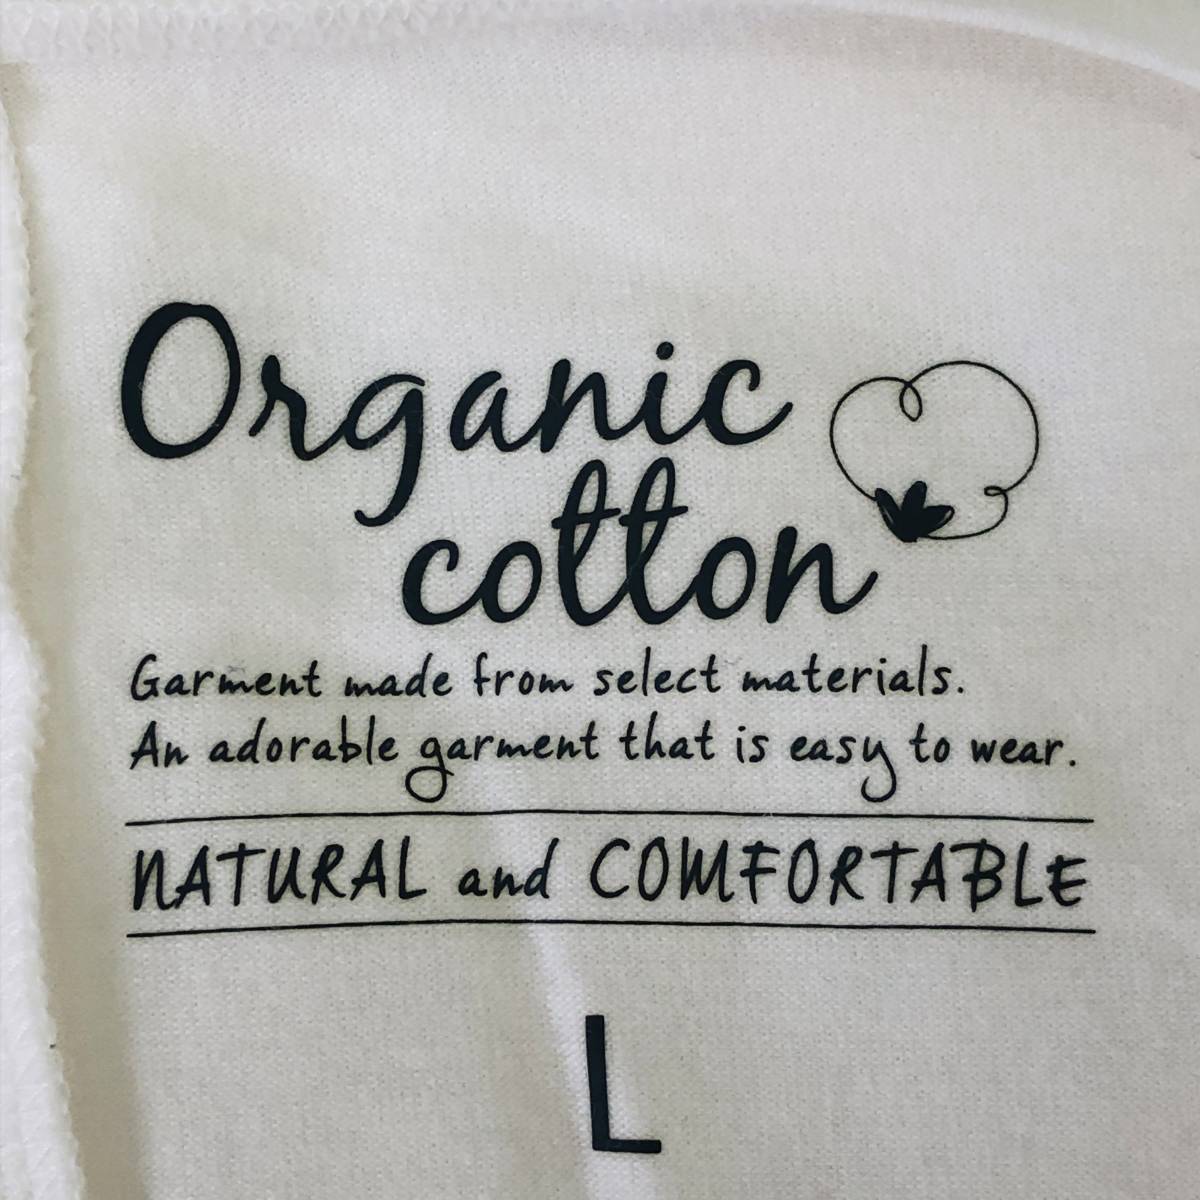 Organic
cotton
Garment made from select materials.
An adorable garment that is easy to wear.
NATURAL and COMFORTABLE
L